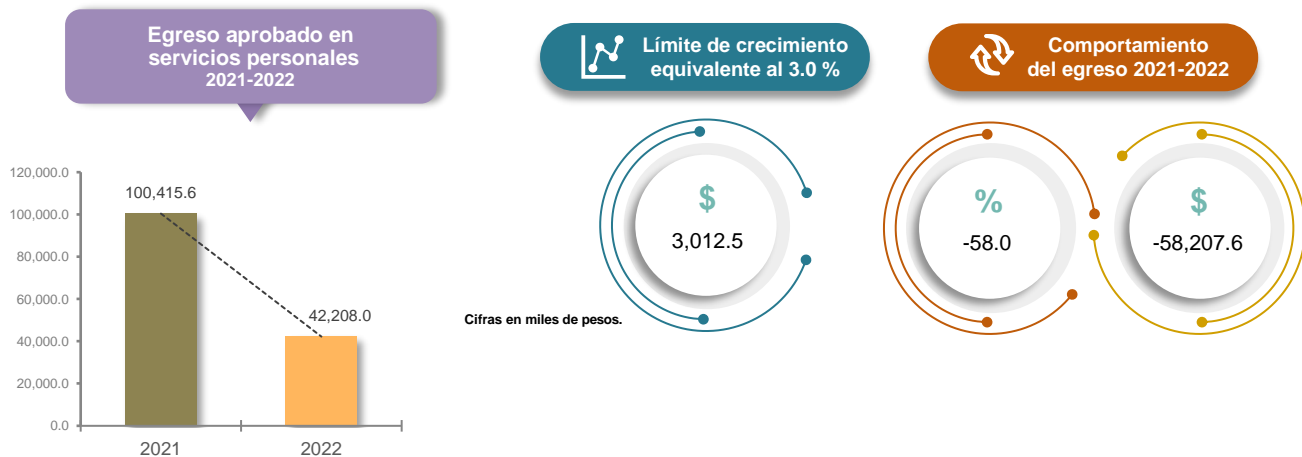 Egreso aprobado en
servicios personales
2021-2022
120,000.0
100,000.0
80,000.0
60,000.0
40,000.0
20,000.0
0.0
100,415.6
42,208.0
2021
2022
Límite de crecimiento
equivalente al 3.0 %
$
3,012.5
Cifras en miles de pesos.
Comportamiento
del egreso 2021-2022
%
-58.0
$
-58,207.6